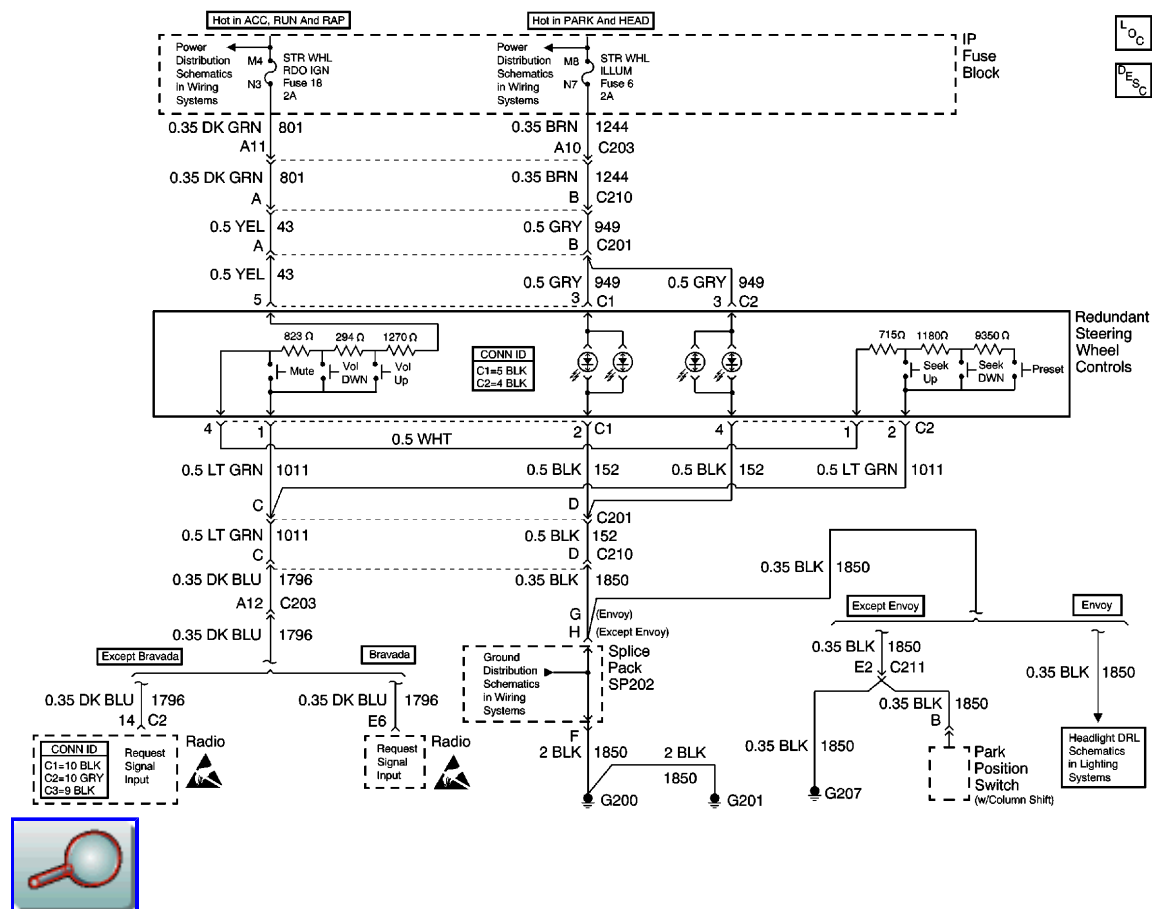 Hot in ACC, RUN And RAP
Hot in PARK And HEAD
L O C
D E S C
Power
Distribution
Schematics
in Wiring
Systems
M4
N3
STR WHL
RDO IGN
Fuse 18
2A
Power
Distribution
Schematics
in Wiring
Systems
M8
N7
STR WHL
ILLUM
Fuse 6
2A
IP
Fuse
Block
0.35 DK GRN 801
0.35 BRN 1244
A11
A10 C203
0.35 DK GRN 801
0.35 BRN 1244
A
B C210
0.5 YEL 43
0.5 GRY 949
A
B C201
0.5 YEL 43
0.5 GRY 949
0.5 GRY 949
5
3 C1
3 C2
Redundant
Steering
Wheel
Controls
823 Ω
294 Ω
1270 Ω
Mute
Vol
DWN
Vol
Up
CONN ID
C1=5 BLK
C2=4 BLK
715Ω
1180Ω
9350 Ω
Seek
Up
Seek
DWN
Preset
4
1
2 C1
4
1
2 C2
0.5 WHT
0.5 LT GRN 1011
0.5 BLK 152
0.5 BLK 152
0.5 LT GRN 1011
C
D
C201
0.5 LT GRN 1011
0.5 BLK 152
C
D C210
0.35 DK BLU 1796
0.35 BLK 1850
0.35 BLK 1850
A12 C203
G (Envoy)
H (Except Envoy)
Except Envoy
Envoy
0.35 DK BLU 1796
Except Bravada
Bravada
Ground
Distribution
Schematics
in Wiring
Systems
Splice
Pack
SP202
0.35 BLK 1850
E2 C211
0.35 BLK 1850
0.35 DK BLU 1796
0.35 DK BLU 1796
14 C2
E6
0.35 BLK 1850
B
F
2 BLK 1850
2 BLK
1850
0.35 BLK 1850
CONN ID
C1=10 BLK
C2=10 GRY
C3=9 BLK
Request
Signal
Input
Radio
Request
Signal
Input
Radio
G200
G201
G207
Park
Position
Switch
(w/Column Shift)
Headlight DRL
Schematics
in Lighting
Systems